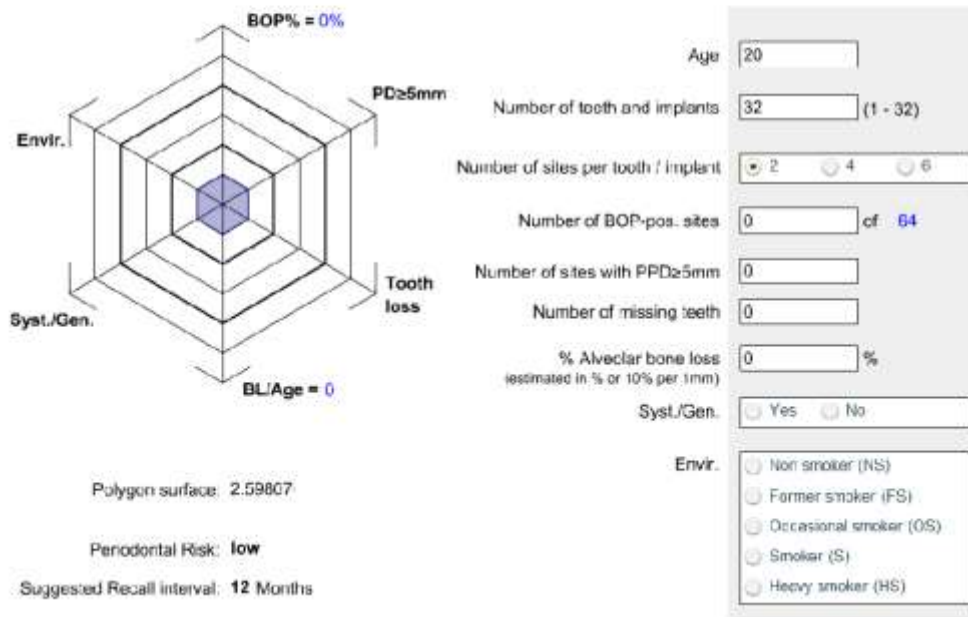 BOP% = 0%
PD≥5mm
Envir.
Tooth
loss
Syst./Gen.
BL/Age = 0
Polygon surface: 2.59807
Periodontal Risk: low
Suggested Recall interval: 12 Months
Age 20
Number of teeth and implants 32 (1 - 32)
Number of sites per tooth / implant 2 4 6
Number of BOP-pos. sites 0 of 64
Number of sites with PPD≥5mm 0
Number of missing teeth 0
% Alveolar bone loss 0 %
(estimated in % or 10% per 1mm)
Syst./Gen. Yes No
Envir. Non smoker (NS)
Former smoker (FS)
Occasional smoker (OS)
Smoker (S)
Heavy smoker (HS)